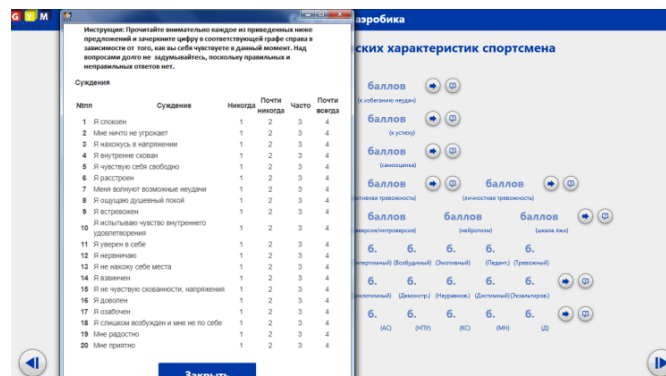 G Y M
аэробика
Инструкция: Прочитайте внимательно каждое из приведенных ниже
предложений и зачеркните цифру в соответствующей графе справа в
зависимости от того, как вы себя чувствуете в данный момент. Над
вопросами долго не задумывайтесь, поскольку правильных и
неправильных ответов нет.
Суждения
№пп Суждение Никогда Почти никогда Часто Почти всегда
1 Я спокоен 1 2 3 4
2 Мне ничто не угрожает 1 2 3 4
3 Я нахожусь в напряжении 1 2 3 4
4 Я внутренне скован 1 2 3 4
5 Я чувствую себя свободно 1 2 3 4
6 Я расстроен 1 2 3 4
7 Меня волнуют возможные неудачи 1 2 3 4
8 Я ощущаю душевный покой 1 2 3 4
9 Я встревожен 1 2 3 4
10 Я испытываю чувство внутреннего удовлетворения 1 2 3 4
11 Я уверен в себе 1 2 3 4
12 Я нервничаю 1 2 3 4
13 Я не нахожу себе места 1 2 3 4
14 Я взвинчен 1 2 3 4
15 Я не чувствую скованности, напряжения 1 2 3 4
16 Я доволен 1 2 3 4
17 Я озабочен 1 2 3 4
18 Я слишком возбужден и мне не по себе 1 2 3 4
19 Мне радостно 1 2 3 4
20 Мне приятно 1 2 3 4
Закрыть
ских характеристик спортсмена
баллов
(к избеганию неудач)
баллов
(к успеху)
баллов
(самооценка)
баллов баллов
(личностная тревожность)
баллов баллов баллов
(нейротизм) (шкала лжи)
б. б. б. б. б.
(Возбудимый) (Эмотивный) (Педант.) (Тревожный)
б. б. б. б. б.
(Демонстр.) (Неуравнов.) (Дистимный) (Экзальтиров.)
б. б. б. б. б.
(АС) (НПУ) (КС) (МН) (Д)